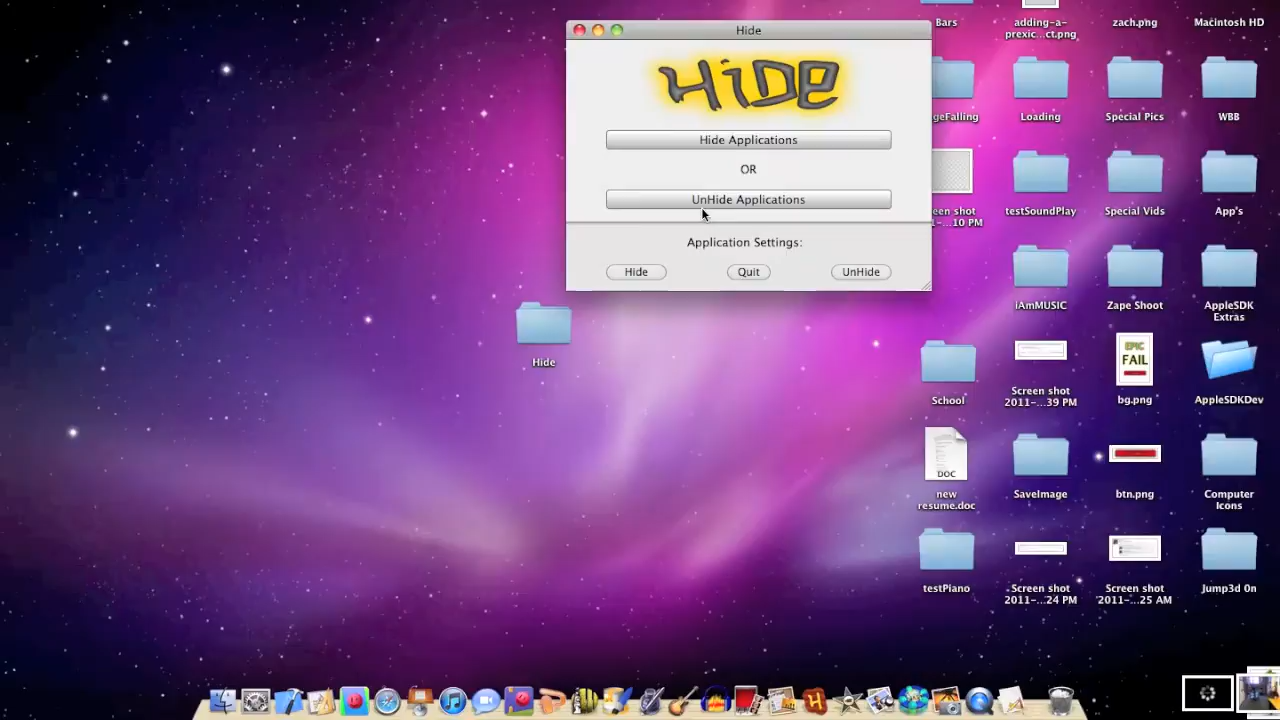 Hide
HiDe
Hide Applications
OR
UnHide Applications
Application Settings:
Hide
Quit
UnHide
Hide
Bars
adding-a-
prexic...ct.png
zach.png
Macintosh HD
geFalling
Loading
Special Pics
WBB
een shot
1-...10 PM
testSoundPlay
Special Vids
App's
iAmMUSIC
Zape Shoot
AppleSDK
Extras
School
Screen shot
2011-...39 PM
EPIC
FAIL
bg.png
AppleSDKDev
DOC
new
resume.doc
SaveImage
btn.png
Computer
Icons
testPiano
Screen shot
2011-...24 PM
Screen shot
2011-...25 AM
Jump3d 0n